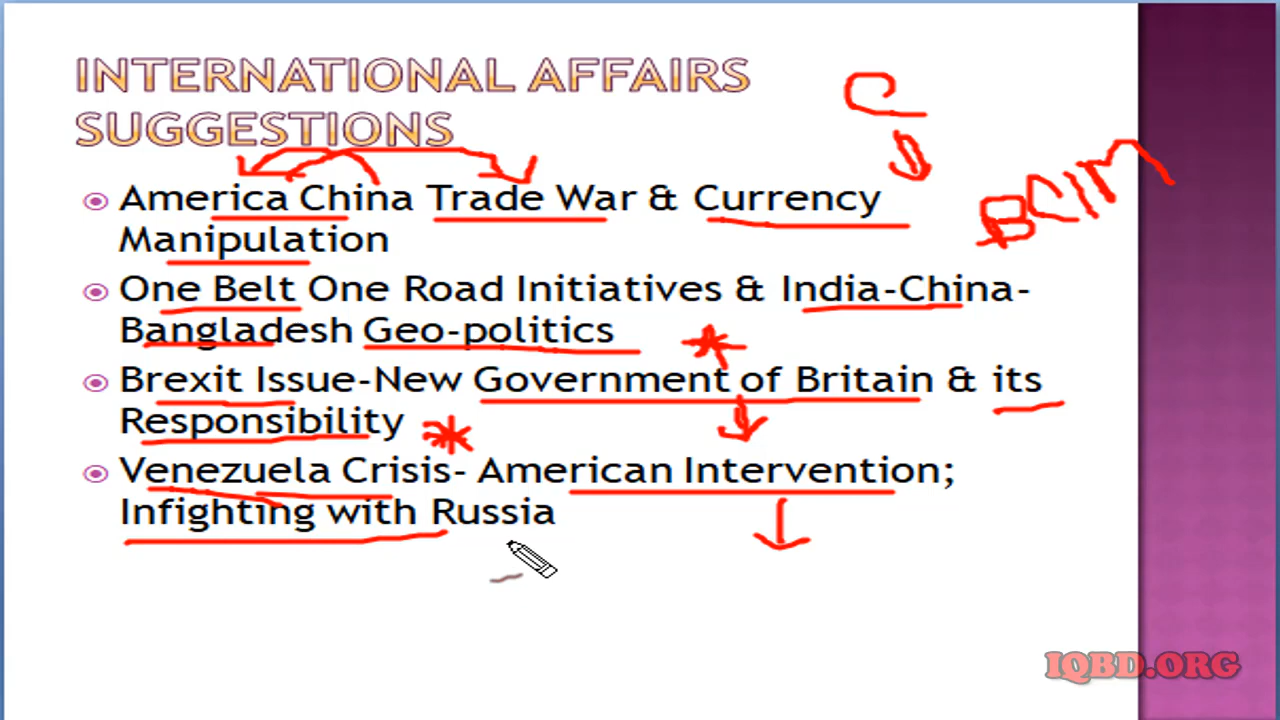 INTERNATIONAL AFFAIRS
SUGGESTIONS
America China Trade War & Currency
Manipulation
One Belt One Road Initiatives & India-China-
Bangladesh Geo-politics
Brexit Issue-New Government of Britain & its
Responsibility
Venezuela Crisis- American Intervention;
Infighting with Russia
BCIM
IQBD.ORG